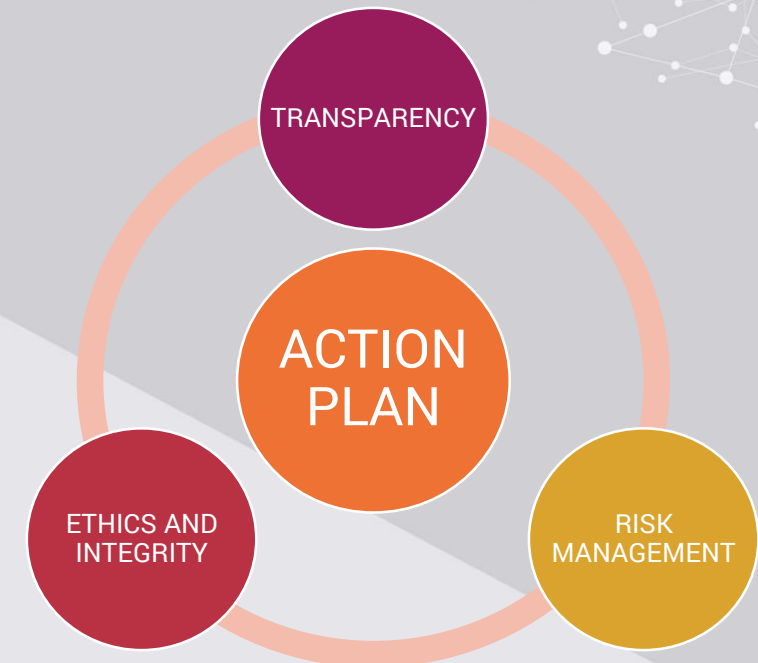 TRANSPARENCY
ACTION
PLAN
ETHICS AND
INTEGRITY
RISK
MANAGEMENT